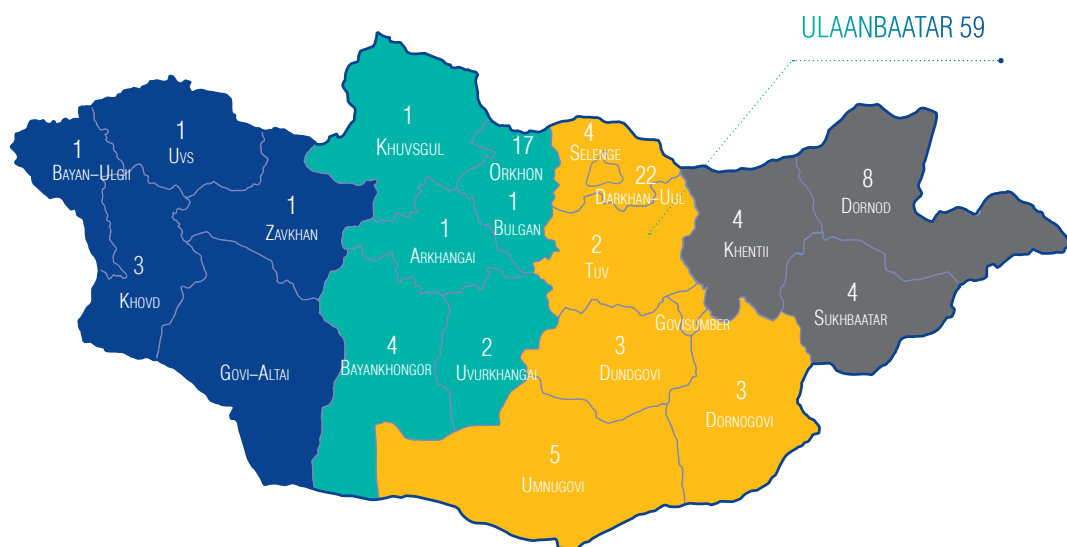 ULAANBAATAR 59
1
BAYAN–ULGII
1
UVS
1
ZAVKHAN
3
KHOVD
GOVI–ALTAI
1
KHUVSGUL
17
ORKHON
1
BULGAN
1
ARKHANGAI
4
BAYANKHONGOR
2
UVURKHANGAI
4
SELENGE
22
DARKHAN–UUL
2
TUV
GOVISUMBER
3
DUNDGOVI
3
DORNOGOVI
5
UMNUGOVI
4
KHENTII
8
DORNOD
4
SUKHBAATAR